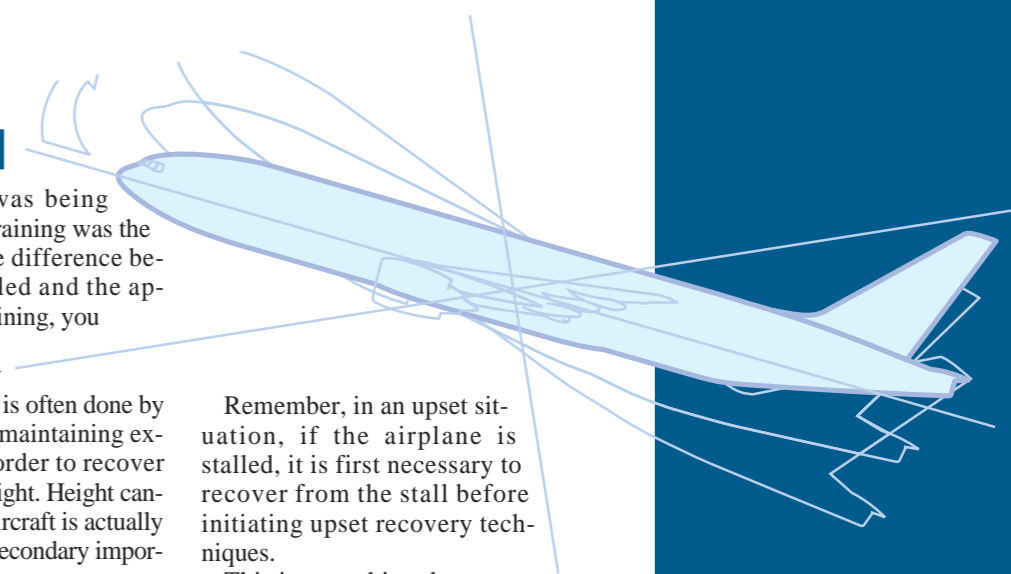 was being
raining was the
e difference be-
led and the ap-
ining, you
is often done by
maintaining ex-
order to recover
ight. Height can-
ircraft is actually
econdary impor-
Remember, in an upset sit-
uation, if the airplane is
stalled, it is first necessary to
recover from the stall before
initiating upset recovery tech-
niques.